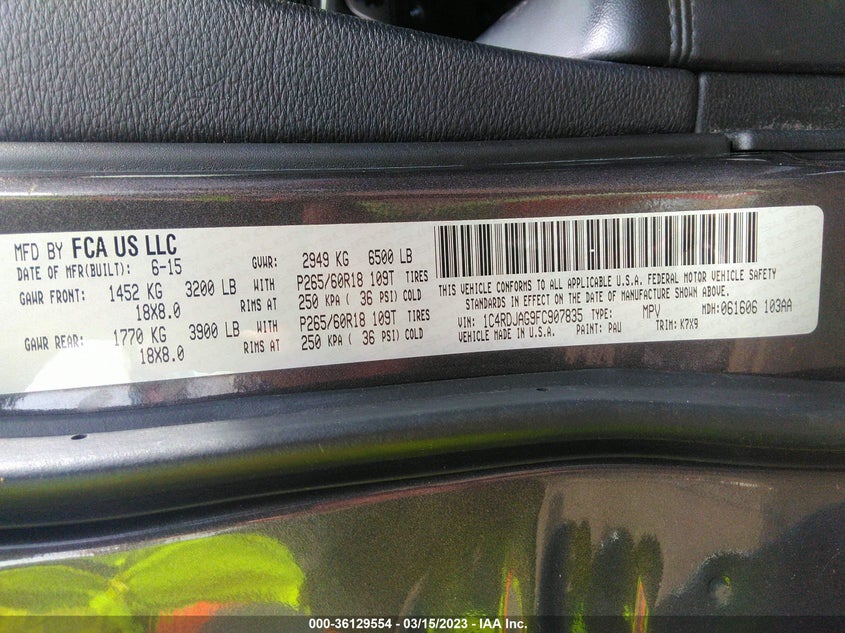 MFD BY FCA US LLC
DATE OF MFR(BUILT): 6-15 GVWR: 2949 KG 6500 LB
GAWR FRONT: 1452 KG 3200 LB WITH P265/60R18 109T TIRES
18X8.0 RIMS AT 250 KPA ( 36 PSI) COLD
GAWR REAR: 1770 KG 3900 LB WITH P265/60R18 109T TIRES
18X8.0 RIMS AT 250 KPA ( 36 PSI) COLD
THIS VEHICLE CONFORMS TO ALL APPLICABLE U.S.A. FEDERAL MOTOR VEHICLE SAFETY
STANDARDS IN EFFECT ON THE DATE OF MANUFACTURE SHOWN ABOVE.
VIN: 1C4RDJAG9FC907835 TYPE: MPV MDH: 061606 103AA
VEHICLE MADE IN U.S.A. PAINT: PAU TRIM: K7X9
000-36129554 — 03/15/2023 — IAA Inc.